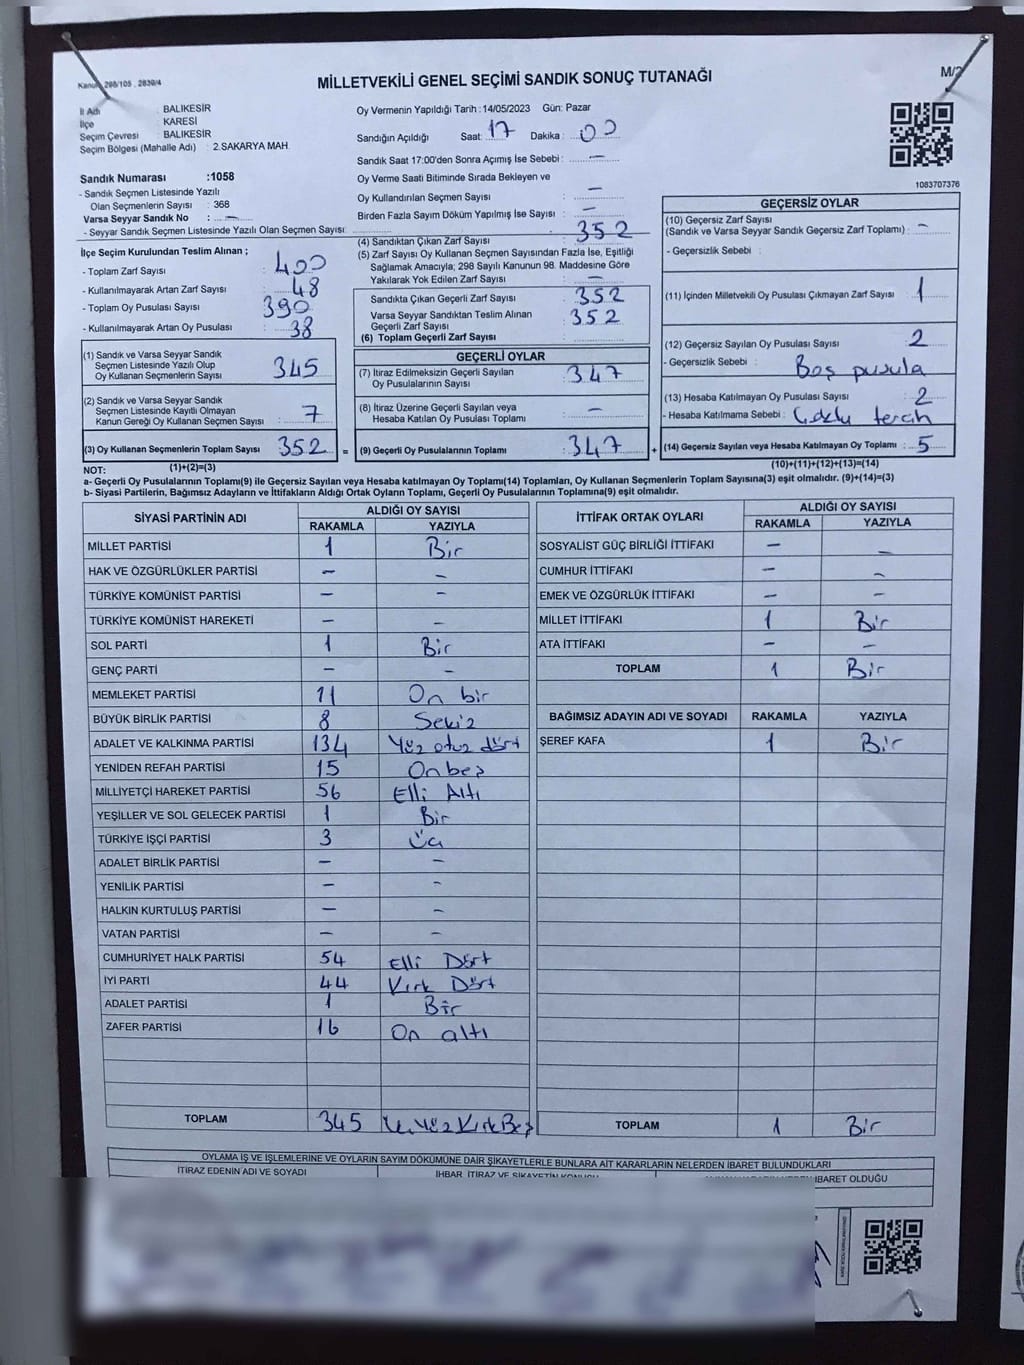 Kanun 298/105 , 2839/4
MİLLETVEKİLİ GENEL SEÇİMİ SANDIK SONUÇ TUTANAĞI
M/2
İl Adı : BALIKESİR
İlçe : KARESİ
Seçim Çevresi : BALIKESİR
Seçim Bölgesi (Mahalle Adı) : 2.SAKARYA MAH.
Sandık Numarası :1058
- Sandık Seçmen Listesinde Yazılı
Olan Seçmenlerin Sayısı : 368
Varsa Seyyar Sandık No : —
- Seyyar Sandık Seçmen Listesinde Yazılı Olan Seçmen Sayısı:
Oy Vermenin Yapıldığı Tarih : 14/05/2023 Gün: Pazar
Sandığın Açıldığı Saat: 17 Dakika : 00
Sandık Saat 17:00'den Sonra Açımış İse Sebebi : —
Oy Verme Saati Bitiminde Sırada Bekleyen ve
Oy Kullandırılan Seçmen Sayısı : —
Birden Fazla Sayım Döküm Yapılmış İse Sayısı : —
1083707376
İlçe Seçim Kurulundan Teslim Alınan ;
- Toplam Zarf Sayısı : 400
- Kullanılmayarak Artan Zarf Sayısı : 48
- Toplam Oy Pusulası Sayısı : 390
- Kullanılmayarak Artan Oy Pusulası : 38
(4) Sandıktan Çıkan Zarf Sayısı : 352
(5) Zarf Sayısı Oy Kullanan Seçmen Sayısından Fazla İse, Eşitliği
Sağlamak Amacıyla; 298 Sayılı Kanunun 98. Maddesine Göre
Yakılarak Yok Edilen Zarf Sayısı : —
Sandıkta Çıkan Geçerli Zarf Sayısı : 352
Varsa Seyyar Sandıktan Teslim Alınan
Geçerli Zarf Sayısı : 352
(6) Toplam Geçerli Zarf Sayısı :
GEÇERSİZ OYLAR
(10) Geçersiz Zarf Sayısı
(Sandık ve Varsa Seyyar Sandık Geçersiz Zarf Toplamı) : —
- Geçersizlik Sebebi :
(11) İçinden Milletvekili Oy Pusulası Çıkmayan Zarf Sayısı : 1
(12) Geçersiz Sayılan Oy Pusulası Sayısı : 2
- Geçersizlik Sebebi : Boş pusula
(13) Hesaba Katılmayan Oy Pusulası Sayısı : 2
- Hesaba Katılmama Sebebi : Çoklu tercih
(14) Geçersiz Sayılan veya Hesaba Katılmayan Oy Toplamı : 5
(10)+(11)+(12)+(13)=(14)
(1) Sandık ve Varsa Seyyar Sandık
Seçmen Listesinde Yazılı Olup
Oy Kullanan Seçmenlerin Sayısı : 345
(2) Sandık ve Varsa Seyyar Sandık
Seçmen Listesinde Kayıtlı Olmayan
Kanun Gereği Oy Kullanan Seçmen Sayısı : 7
(3) Oy Kullanan Seçmenlerin Toplam Sayısı : 352 =
(1)+(2)=(3)
GEÇERLİ OYLAR
(7) İtiraz Edilmeksizin Geçerli Sayılan
Oy Pusulalarının Sayısı : 347
(8) İtiraz Üzerine Geçerli Sayılan veya
Hesaba Katılan Oy Pusulası Toplamı : —
(9) Geçerli Oy Pusulalarının Toplamı : 347 +
NOT:
a- Geçerli Oy Pusulalarının Toplamı(9) ile Geçersiz Sayılan veya Hesaba katılmayan Oy Toplamı(14) Toplamları, Oy Kullanan Seçmenlerin Toplam Sayısına(3) eşit olmalıdır. (9)+(14)=(3)
b- Siyasi Partilerin, Bağımsız Adayların ve İttifakların Aldığı Ortak Oyların Toplamı, Geçerli Oy Pusulalarının Toplamına(9) eşit olmalıdır.
SİYASİ PARTİNİN ADI ALDIĞI OY SAYISI
RAKAMLA YAZIYLA
MİLLET PARTİSİ 1 Bir
HAK VE ÖZGÜRLÜKLER PARTİSİ — —
TÜRKİYE KOMÜNİST PARTİSİ — —
TÜRKİYE KOMÜNİST HAREKETİ — —
SOL PARTİ 1 Bir
GENÇ PARTİ — —
MEMLEKET PARTİSİ 11 On bir
BÜYÜK BİRLİK PARTİSİ 8 Sekiz
ADALET VE KALKINMA PARTİSİ 134 Yüz otuz dört
YENİDEN REFAH PARTİSİ 15 Onbeş
MİLLİYETÇİ HAREKET PARTİSİ 56 Elli Altı
YEŞİLLER VE SOL GELECEK PARTİSİ 1 Bir
TÜRKİYE İŞÇİ PARTİSİ 3 Üç
ADALET BİRLİK PARTİSİ — —
YENİLİK PARTİSİ — —
HALKIN KURTULUŞ PARTİSİ — —
VATAN PARTİSİ — —
CUMHURİYET HALK PARTİSİ 54 Elli Dört
İYİ PARTİ 44 Kırk Dört
ADALET PARTİSİ 1 Bir
ZAFER PARTİSİ 16 On altı
TOPLAM 345 Üç Yüz Kırk Beş
İTTİFAK ORTAK OYLARI ALDIĞI OY SAYISI
RAKAMLA YAZIYLA
SOSYALİST GÜÇ BİRLİĞİ İTTİFAKI — —
CUMHUR İTTİFAKI — —
EMEK VE ÖZGÜRLÜK İTTİFAKI — —
MİLLET İTTİFAKI 1 Bir
ATA İTTİFAKI — —
TOPLAM 1 Bir
BAĞIMSIZ ADAYIN ADI VE SOYADI RAKAMLA YAZIYLA
ŞEREF KAFA 1 Bir
TOPLAM 1 Bir
OYLAMA İŞ VE İŞLEMLERİNE VE OYLARIN SAYIM DÖKÜMÜNE DAİR ŞİKAYETLERLE BUNLARA AİT KARARLARIN NELERDEN İBARET BULUNDUKLARI
İTİRAZ EDENİN ADI VE SOYADI İHBAR İTİRAZ VE ŞİKAYETİN KONUSU İBARET OLDUĞU